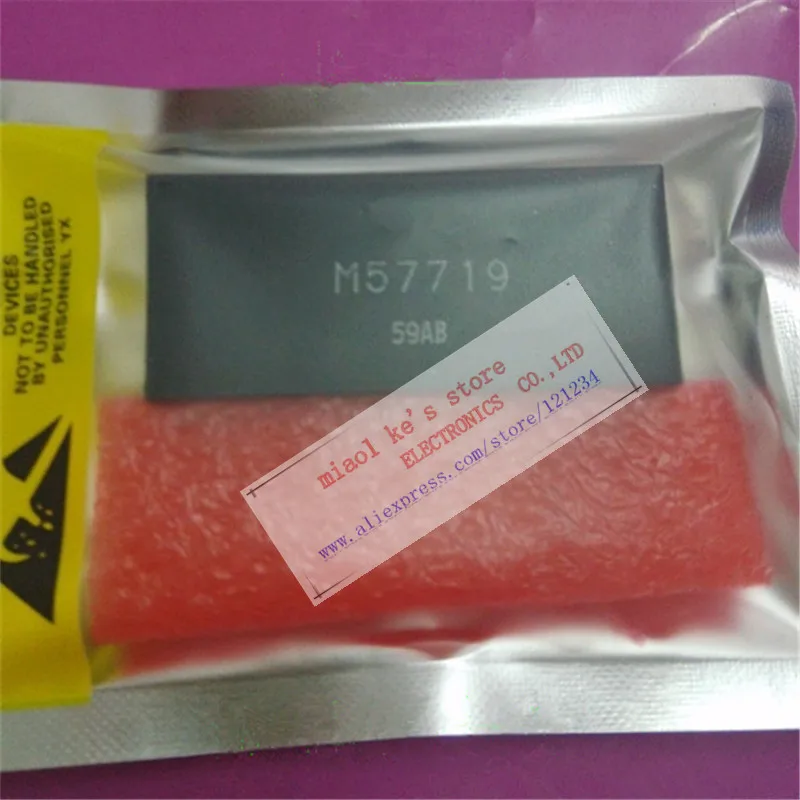 DEVICES
NOT TO BE HANDLED
BY UNAUTHORISED
PERSONNEL YX
M57719
59AB
miaol ke's store
ELECTRONICS CO.,LTD
www.aliexpress.com/store/121234